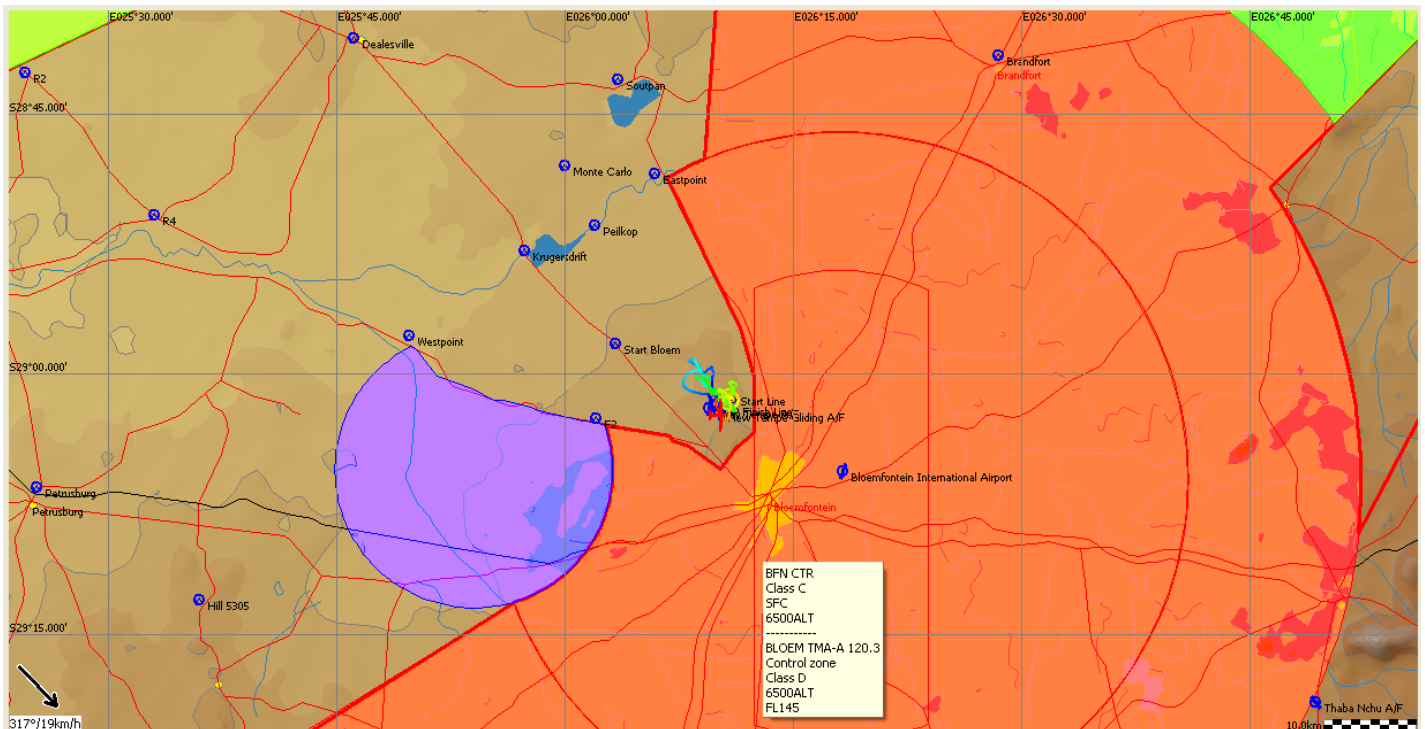 E025°30.000'
E025°45.000'
E026°00.000'
E026°15.000'
E026°30.000'
E026°45.000'
Dealesville
R2
Soutpan
Brandfort
Brandfort
S28°45.000'
Monte Carlo
Eastpoint
R4
Peilkop
Krugersdrift
Westpoint
Start Bloem
S29°00.000'
Start Line
Finish Line
New Tempe Gliding A/F
Bloemfontein International Airport
Petrusburg
Petrusburg
Bloemfontein
BFN CTR
Class C
SFC
6500ALT
-----------
BLOEM TMA-A 120.3
Control zone
Class D
6500ALT
FL145
Hill 5305
S29°15.000'
Thaba Nchu A/F
317°/19km/h
10.0km